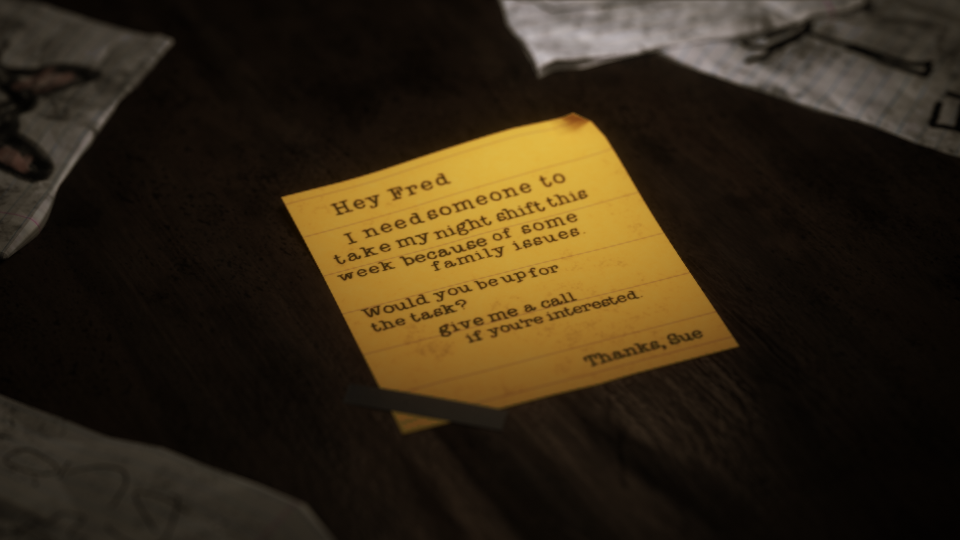 Hey Fred
I need someone to
take my night shift this
week because of some
family issues.
Would you be up for
the task?
give me a call
if you're interested.
Thanks, Sue